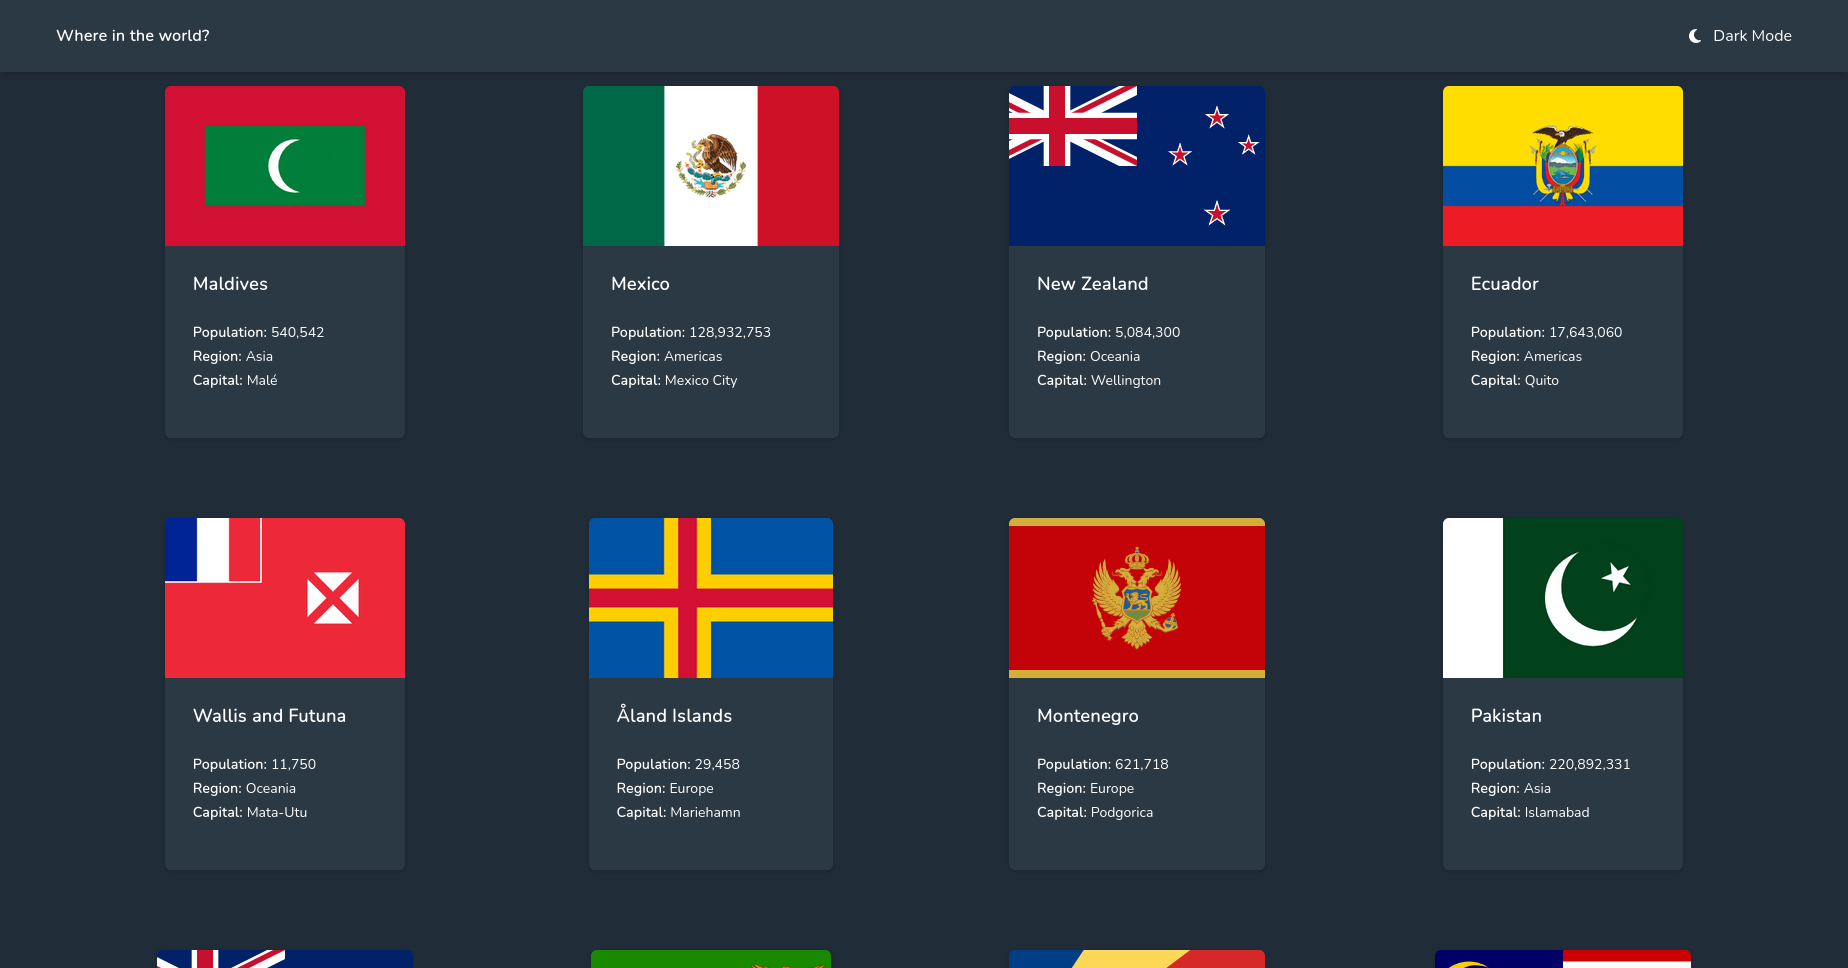 Where in the world?
Dark Mode
Maldives
Population: 540,542
Region: Asia
Capital: Malé
Mexico
Population: 128,932,753
Region: Americas
Capital: Mexico City
New Zealand
Population: 5,084,300
Region: Oceania
Capital: Wellington
Ecuador
Population: 17,643,060
Region: Americas
Capital: Quito
Wallis and Futuna
Population: 11,750
Region: Oceania
Capital: Mata-Utu
Åland Islands
Population: 29,458
Region: Europe
Capital: Mariehamn
Montenegro
Population: 621,718
Region: Europe
Capital: Podgorica
Pakistan
Population: 220,892,331
Region: Asia
Capital: Islamabad